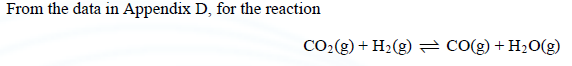 From the data in Appendix D, for the reaction
CO₂(g) + H₂(g) ⇌ CO(g) + H₂O(g)